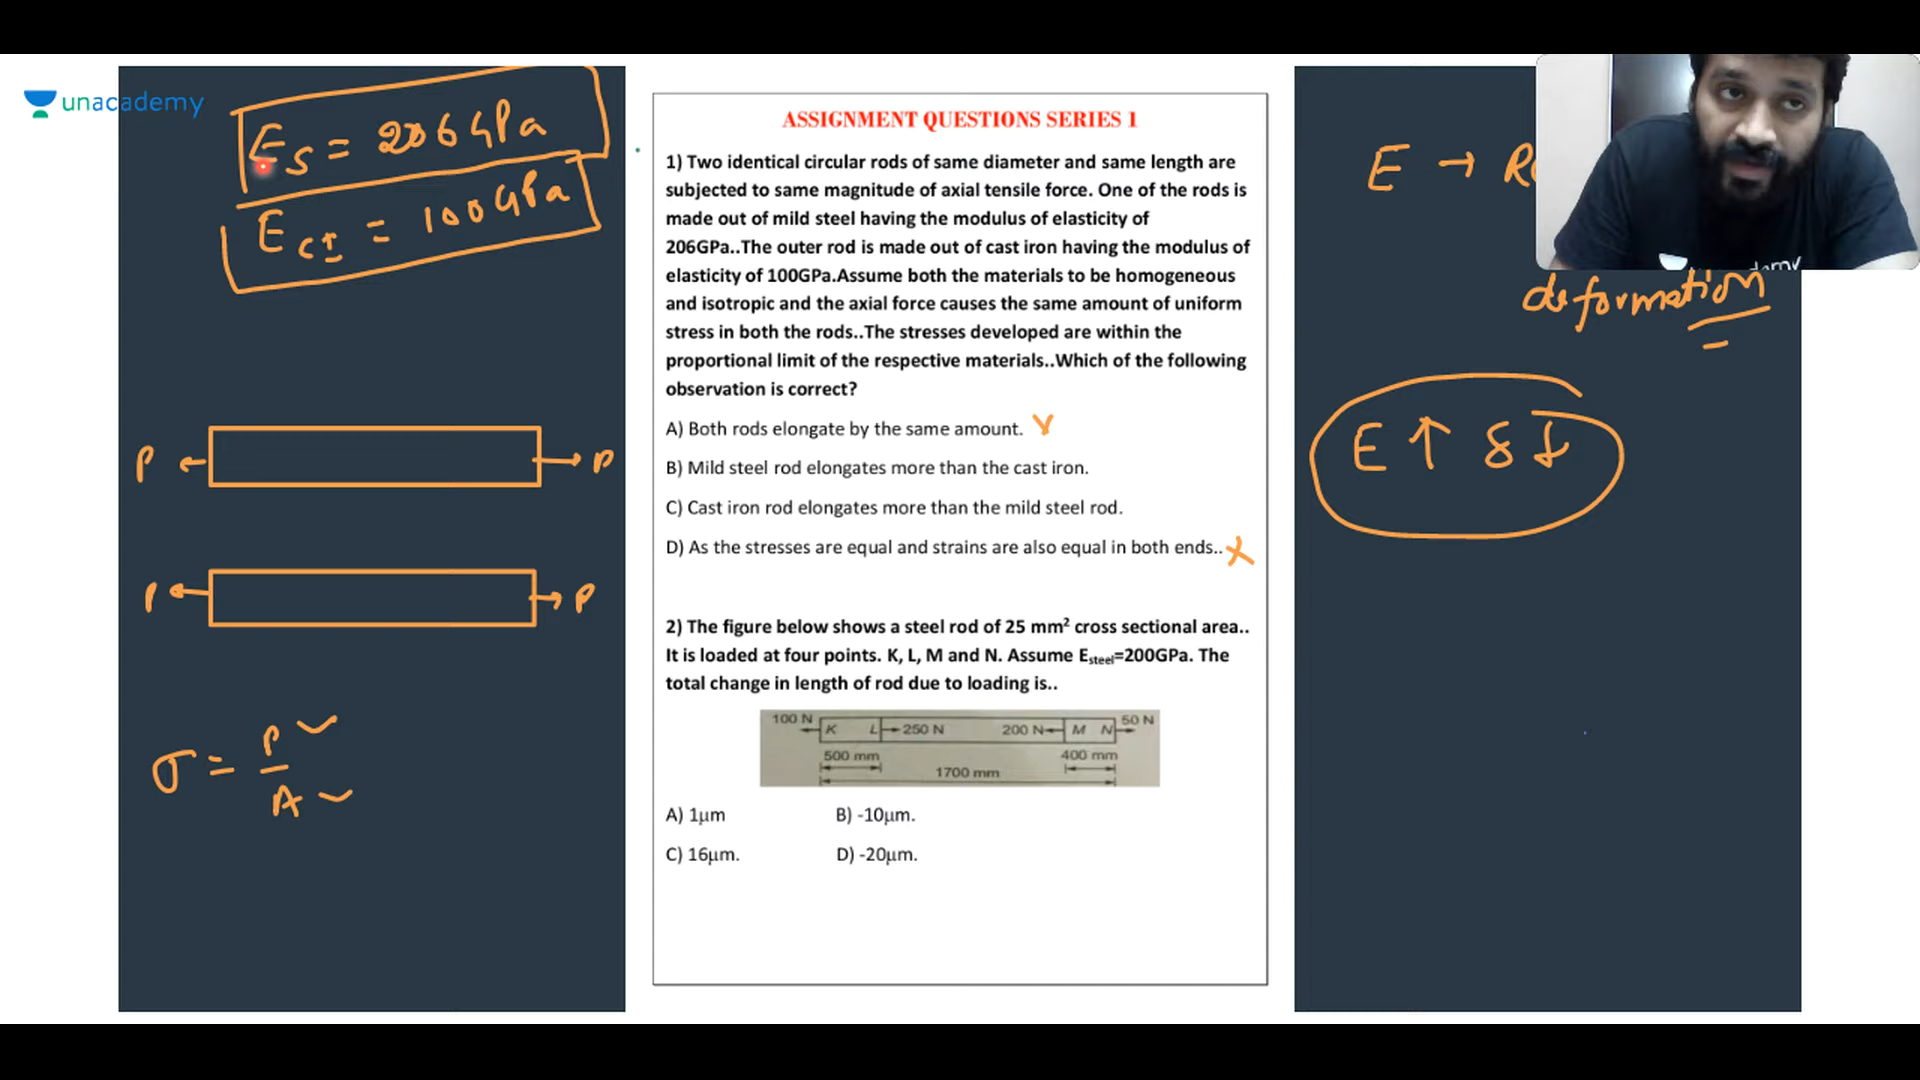 unacademy
E_S = 206 GPa
E_CI = 100 GPa
P P
P P
σ = P/A
ASSIGNMENT QUESTIONS SERIES 1
1) Two identical circular rods of same diameter and same length are
subjected to same magnitude of axial tensile force. One of the rods is
made out of mild steel having the modulus of elasticity of
206GPa..The outer rod is made out of cast iron having the modulus of
elasticity of 100GPa.Assume both the materials to be homogeneous
and isotropic and the axial force causes the same amount of uniform
stress in both the rods..The stresses developed are within the
proportional limit of the respective materials..Which of the following
observation is correct?
A) Both rods elongate by the same amount.
B) Mild steel rod elongates more than the cast iron.
C) Cast iron rod elongates more than the mild steel rod.
D) As the stresses are equal and strains are also equal in both ends..
2) The figure below shows a steel rod of 25 mm² cross sectional area..
It is loaded at four points. K, L, M and N. Assume Esteel=200GPa. The
total change in length of rod due to loading is..
100 N K L 250 N 200 N M N 50 N
500 mm 400 mm
1700 mm
A) 1μm B) -10μm.
C) 16μm. D) -20μm.
E →
deformation
E ↑ δ ↓